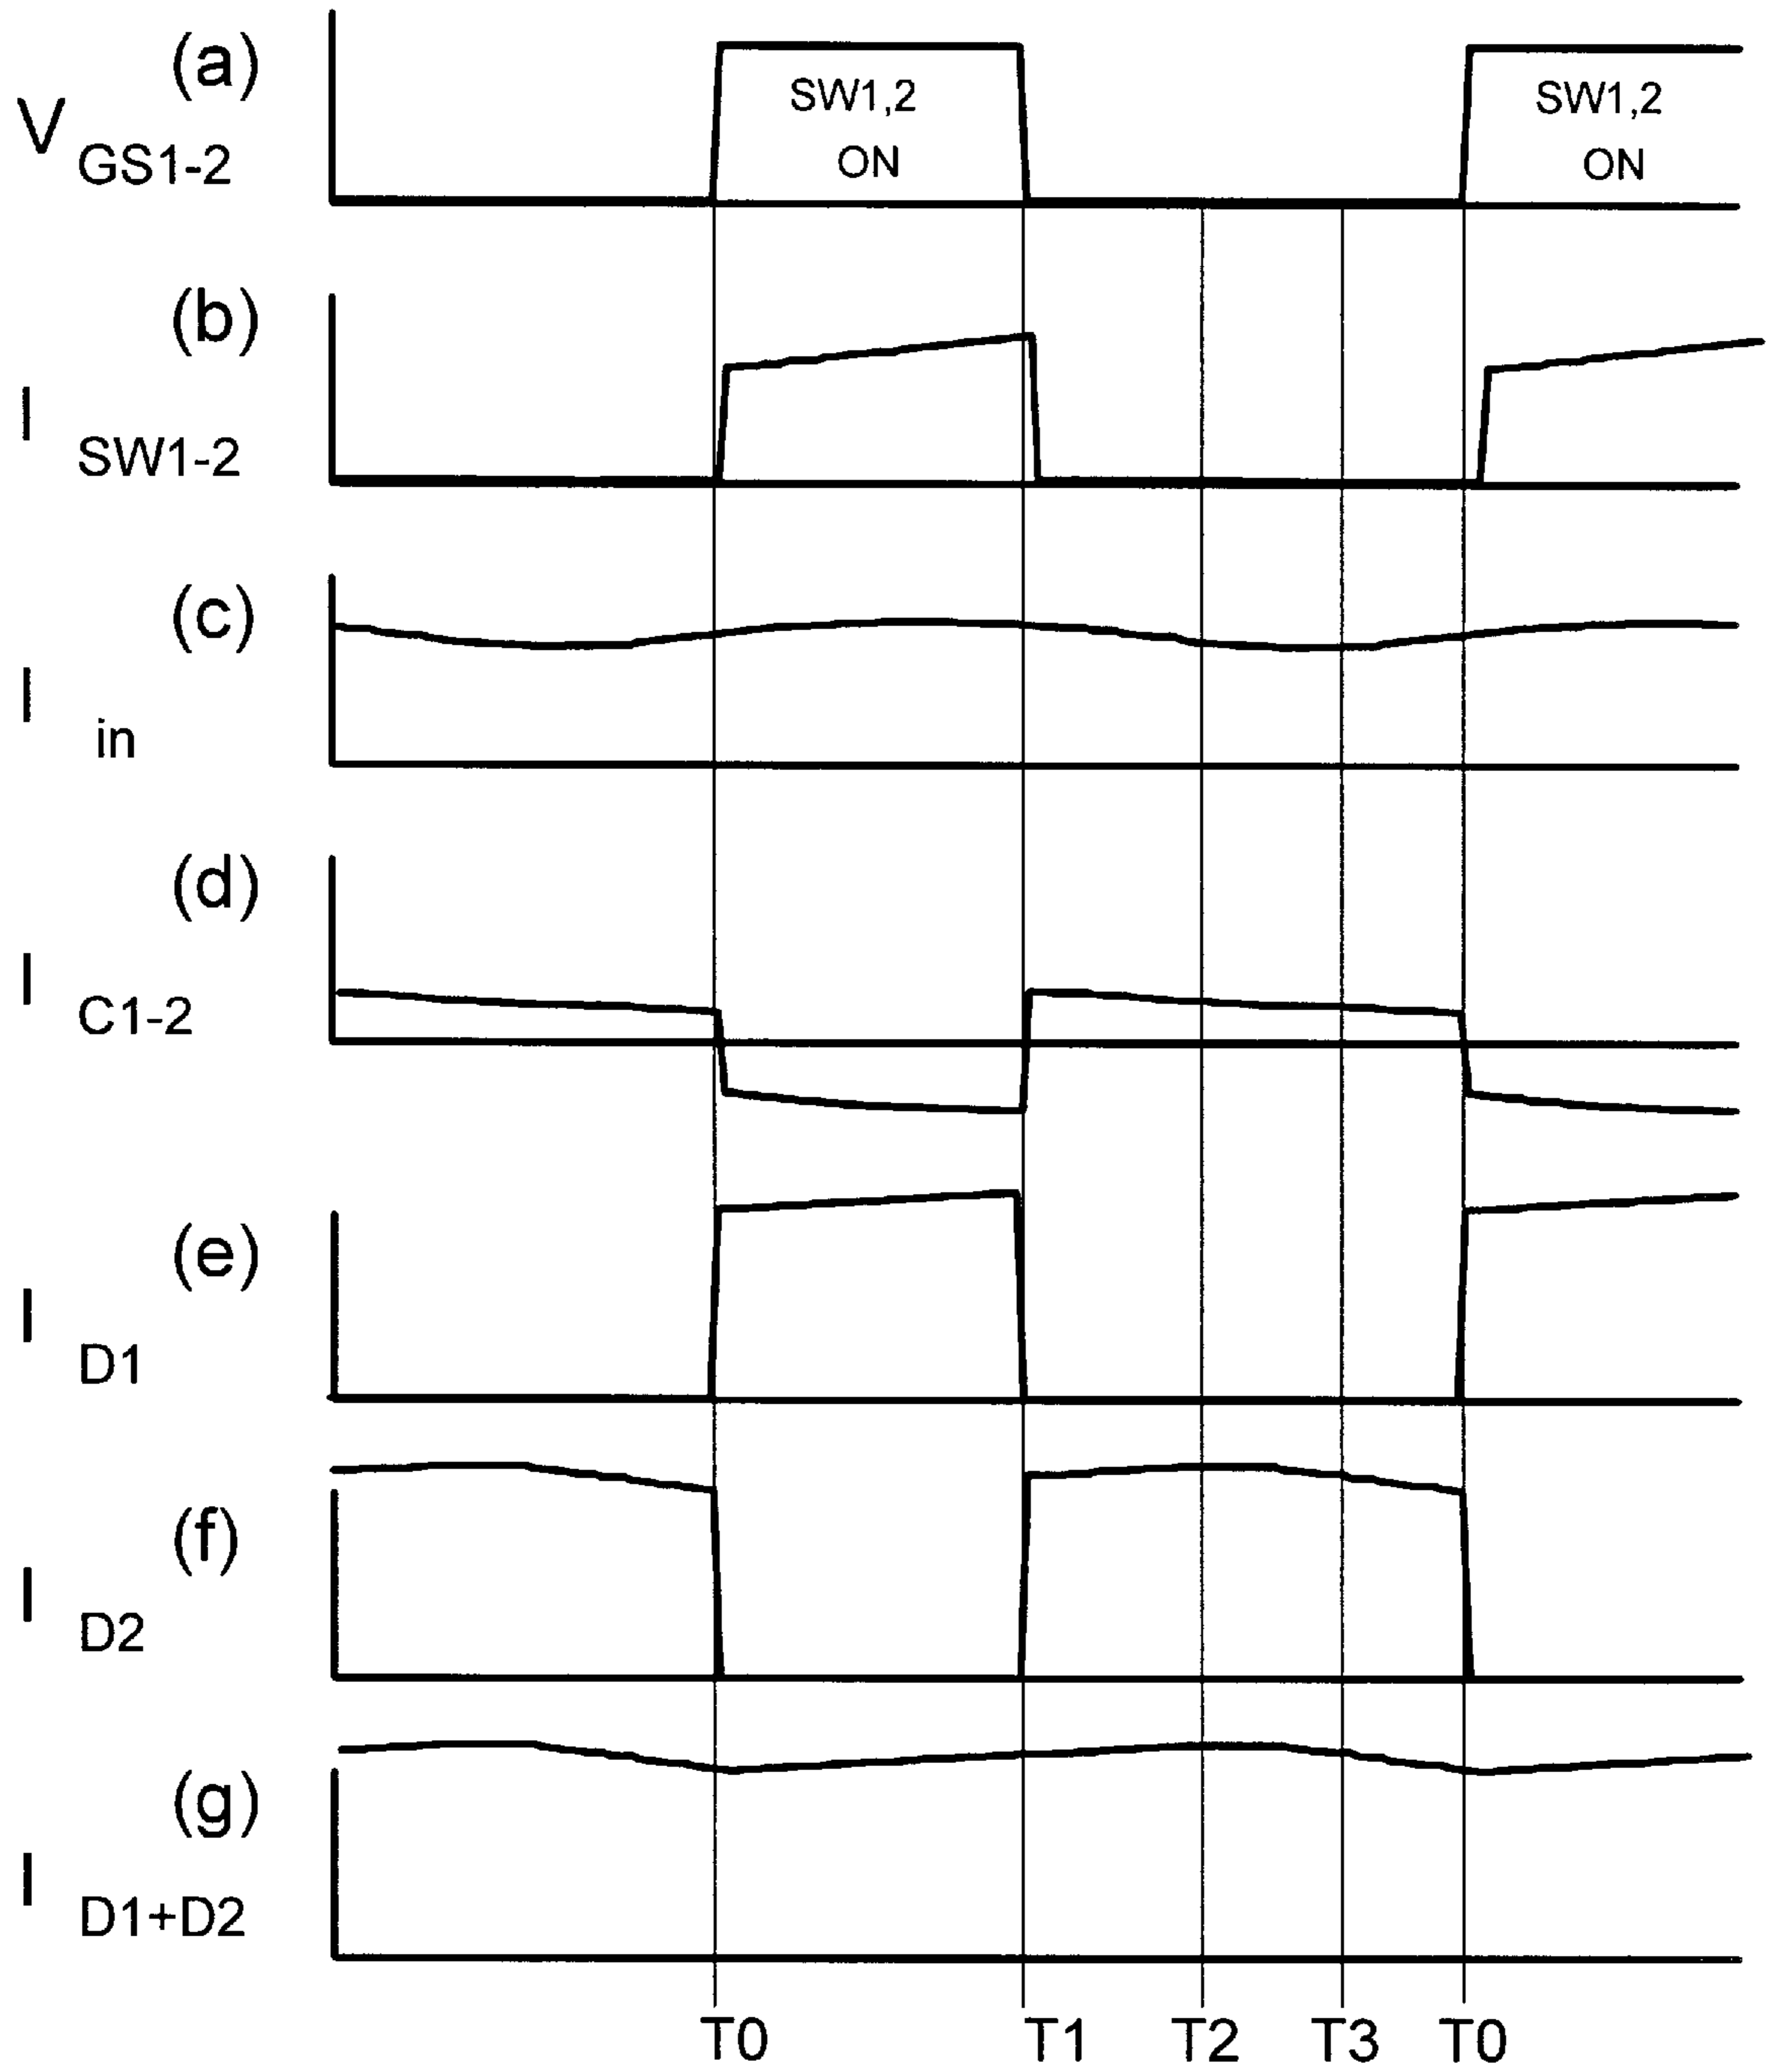 (a)
V GS1-2
SW1,2
ON
SW1,2
ON
(b)
I SW1-2
(c)
I in
(d)
I C1-2
(e)
I D1
(f)
I D2
(g)
I D1+D2
T0 T1 T2 T3 T0